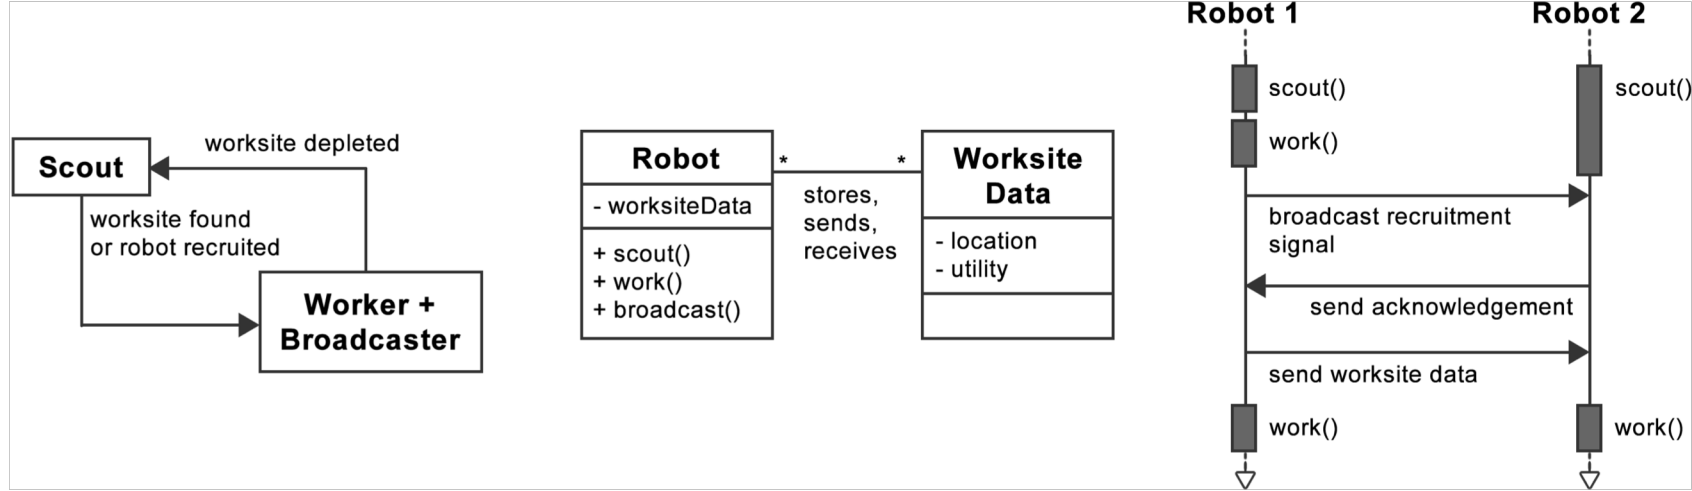 Scout
worksite depleted
worksite found
or robot recruited
Worker +
Broadcaster
Robot
- worksiteData
+ scout()
+ work()
+ broadcast()
*
*
stores,
sends,
receives
Worksite
Data
- location
- utility
Robot 1
Robot 2
scout()
scout()
work()
broadcast recruitment
signal
send acknowledgement
send worksite data
work()
work()